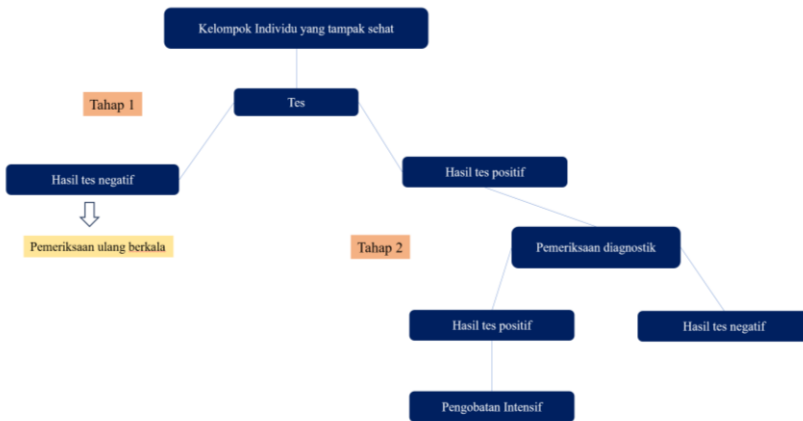 Kelompok Individu yang tampak sehat
Tahap 1
Tes
Hasil tes negatif
Hasil tes positif
Pemeriksaan ulang berkala
Tahap 2
Pemeriksaan diagnostik
Hasil tes positif
Hasil tes negatif
Pengobatan Intensif